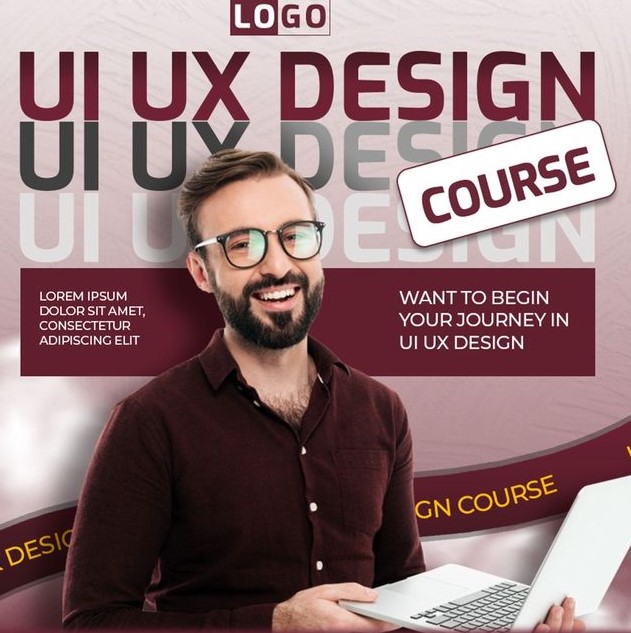 LOGO
UI UX DESIGN
UI UX DESIGN
UI UX DESIGN
COURSE
LOREM IPSUM
DOLOR SIT AMET,
CONSECTETUR
ADIPISCING ELIT
WANT TO BEGIN
YOUR JOURNEY IN
UI UX DESIGN
X DESIG
GN COURSE